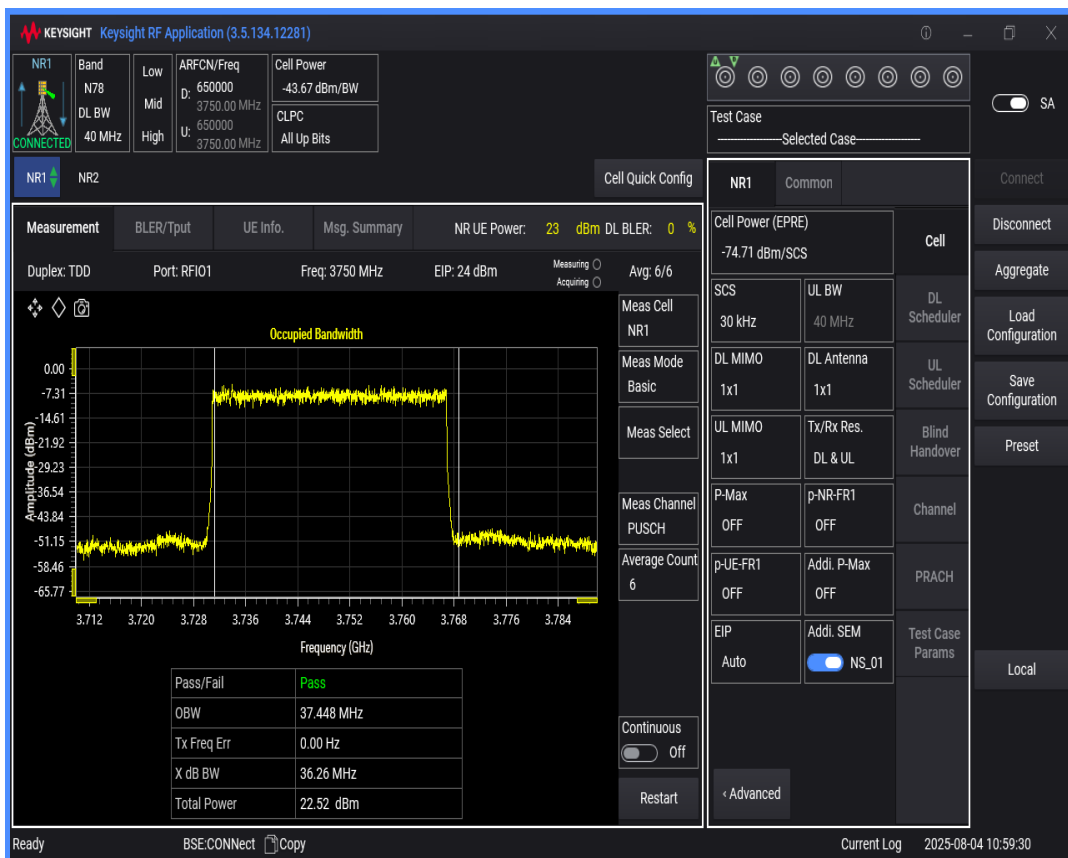 KEYSIGHT Keysight RF Application (3.5.134.12281)
NR1
CONNECTED
Band
N78
DL BW
40 MHz
Low
Mid
High
ARFCN/Freq
D: 650000
3750.00 MHz
U: 650000
3750.00 MHz
Cell Power
-43.67 dBm/BW
CLPC
All Up Bits
Test Case
----------------Selected Case----------------
SA
NR1 NR2
Cell Quick Config
NR1 Common
Connect
Disconnect
Aggregate
Load
Configuration
Save
Configuration
Preset
Local
Measurement BLER/Tput UE Info. Msg. Summary NR UE Power: 23 dBm DL BLER: 0 %
Duplex: TDD Port: RFIO1 Freq: 3750 MHz EIP: 24 dBm Measuring Avg: 6/6
Acquiring
Occupied Bandwidth
Amplitude (dBm)
0.00
-7.31
-14.61
-21.92
-29.23
-36.54
-43.84
-51.15
-58.46
-65.77
3.712 3.720 3.728 3.736 3.744 3.752 3.760 3.768 3.776 3.784
Frequency (GHz)
Pass/Fail Pass
OBW 37.448 MHz
Tx Freq Err 0.00 Hz
X dB BW 36.26 MHz
Total Power 22.52 dBm
Meas Cell
NR1
Meas Mode
Basic
Meas Select
Meas Channel
PUSCH
Average Count
6
Continuous
Off
Restart
Cell Power (EPRE)
-74.71 dBm/SCS
SCS
30 kHz
UL BW
40 MHz
DL MIMO
1x1
DL Antenna
1x1
UL MIMO
1x1
Tx/Rx Res.
DL & UL
P-Max
OFF
p-NR-FR1
OFF
p-UE-FR1
OFF
Addi. P-Max
OFF
EIP
Auto
Addi. SEM
NS_01
‹ Advanced
Cell
DL
Scheduler
UL
Scheduler
Blind
Handover
Channel
PRACH
Test Case
Params
Ready BSE:CONNect Copy Current Log 2025-08-04 10:59:30